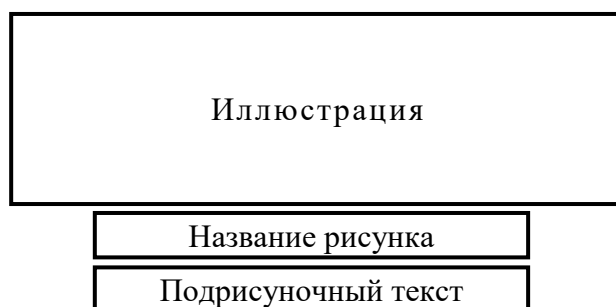 Иллюстрация
Название рисунка
Подрисуночный текст